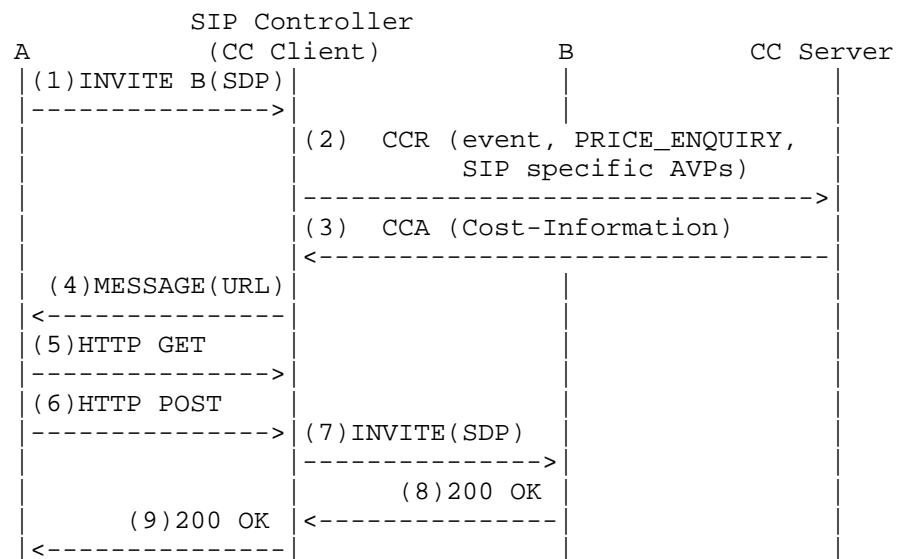 SIP Controller
A (CC Client) B CC Server
(1)INVITE B(SDP)
(2) CCR (event, PRICE_ENQUIRY,
SIP specific AVPs)
(3) CCA (Cost-Information)
(4)MESSAGE(URL)
(5)HTTP GET
(6)HTTP POST
(7)INVITE(SDP)
(8)200 OK
(9)200 OK